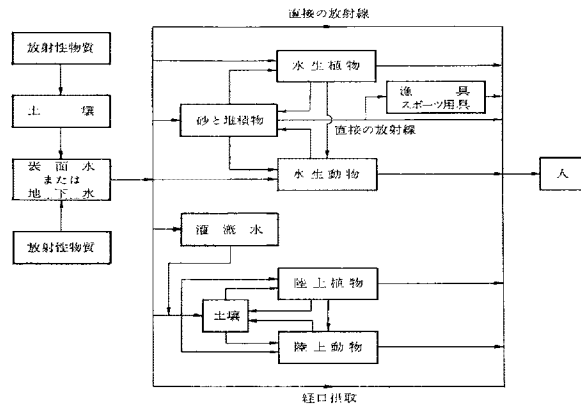 直接の放射線
放射性物質
水生植物
漁具
スポーツ用具
土壌
砂と堆積物
直接の放射線
表面水
または
地下水
水生動物
人
放射性物質
灌漑水
陸上植物
土壌
陸上動物
経口摂取